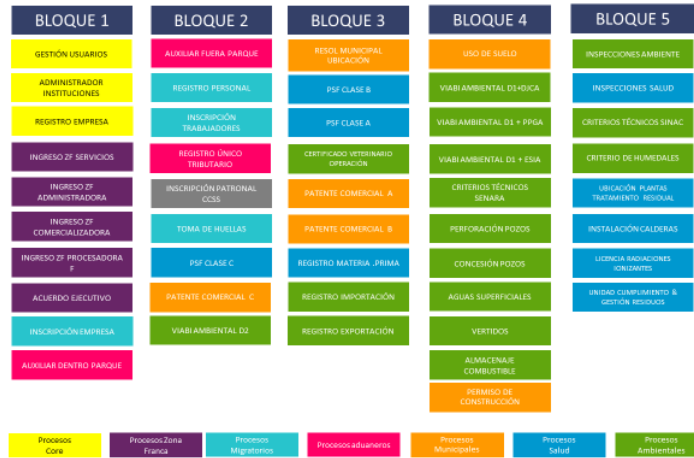 BLOQUE 1
GESTIÓN USUARIOS
ADMINISTRADOR
INSTITUCIONES
REGISTRO EMPRESA
INGRESO ZF SERVICIOS
INGRESO ZF
ADMINISTRADORA
INGRESO ZF
COMERCIALIZADORA
INGRESO ZF PROCESADORA
F
ACUERDO EJECUTIVO
INSCRIPCIÓN EMPRESA
AUXILIAR DENTRO PARQUE
BLOQUE 2
AUXILIAR FUERA PARQUE
REGISTRO PERSONAL
INSCRIPCIÓN
TRABAJADORES
REGISTRO ÚNICO
TRIBUTARIO
INSCRIPCIÓN PATRONAL
CCSS
TOMA DE HUELLAS
PSF CLASE C
PATENTE COMERCIAL C
VIABI AMBIENTAL D2
BLOQUE 3
RESOL MUNICIPAL
UBICACIÓN
PSF CLASE B
PSF CLASE A
CERTIFICADO VETERINARIO
OPERACIÓN
PATENTE COMERCIAL A
PATENTE COMERCIAL B
REGISTRO MATERIA .PRIMA
REGISTRO IMPORTACIÓN
REGISTRO EXPORTACIÓN
BLOQUE 4
USO DE SUELO
VIABI AMBIENTAL D1+DJCA
VIABI AMBIENTAL D1 + PPGA
VIABI AMBIENTAL D1 + ESIA
CRITERIOS TÉCNICOS
SENARA
PERFORACIÓN POZOS
CONCESIÓN POZOS
AGUAS SUPERFICIALES
VERTIDOS
ALMACENAJE
COMBUSTIBLE
PERMISO DE
CONSTRUCCIÓN
BLOQUE 5
INSPECCIONES AMBIENTE
INSPECCIONES SALUD
CRITERIOS TÉCNICOS SINAC
CRITERIO DE HUMEDALES
UBICACIÓN PLANTAS
TRATAMIENTO RESIDUAL
INSTALACIÓN CALDERAS
LICENCIA RADIACIONES
IONIZANTES
UNIDAD CUMPLIMIENTO &
GESTIÓN RESIDUOS
Procesos
Core
Procesos Zona
Franca
Procesos
Migratorios
Procesos aduaneros
Procesos
Municipales
Procesos
Salud
Procesos
Ambientales